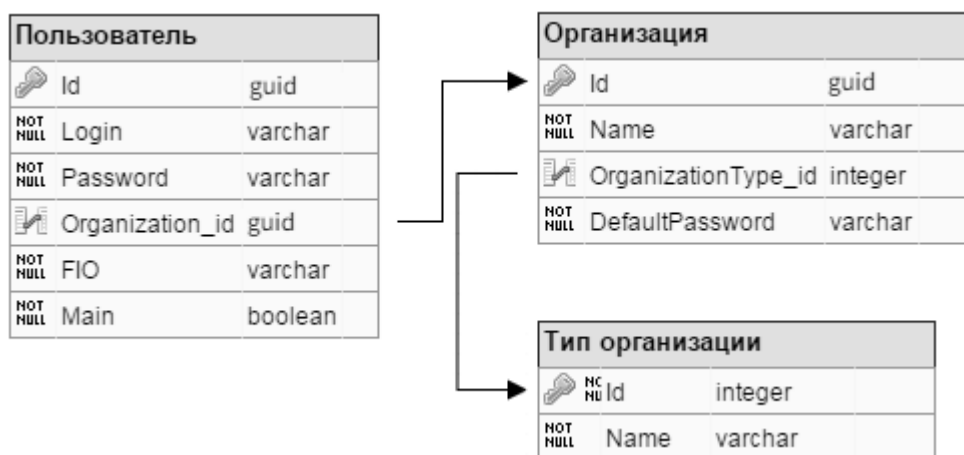 Пользователь
Id guid
NOT NULL Login varchar
NOT NULL Password varchar
Organization_id guid
NOT NULL FIO varchar
NOT NULL Main boolean
Организация
Id guid
NOT NULL Name varchar
OrganizationType_id integer
NOT NULL DefaultPassword varchar
Тип организации
Id integer
NOT NULL Name varchar